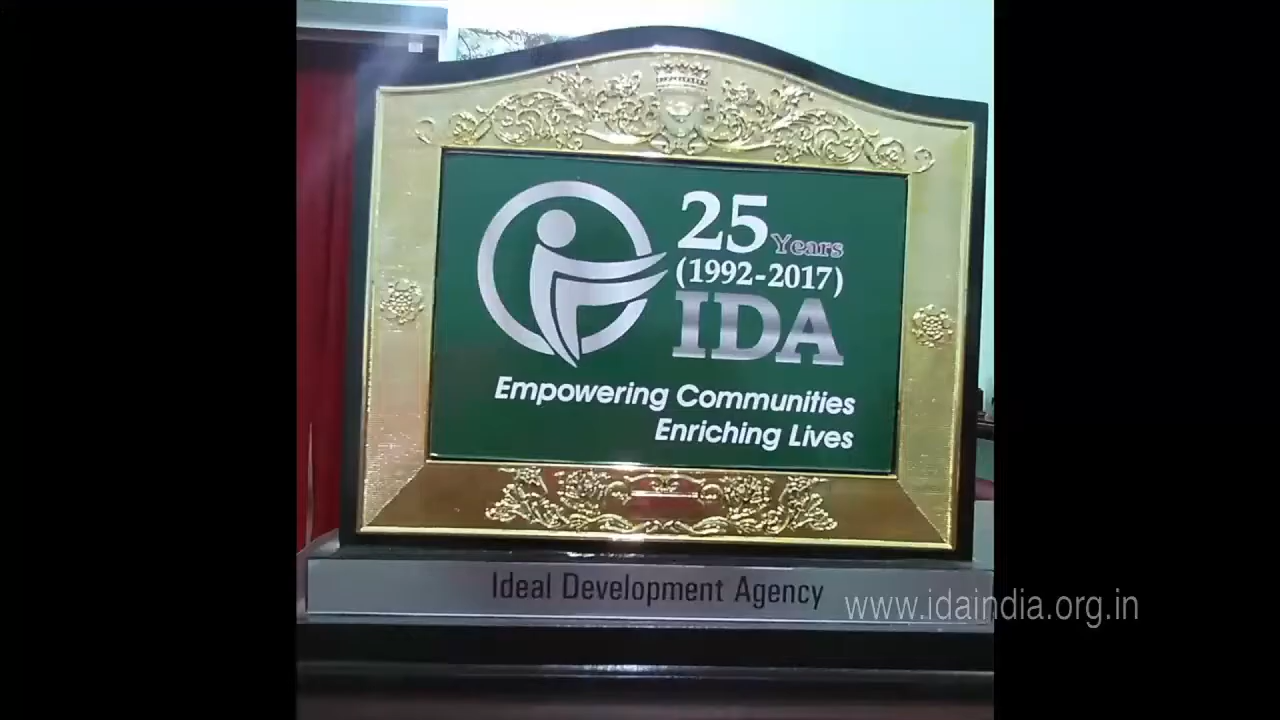 25 Years
(1992-2017)
IDA
Empowering Communities
Enriching Lives
Ideal Development Agency
www.idaindia.org.in